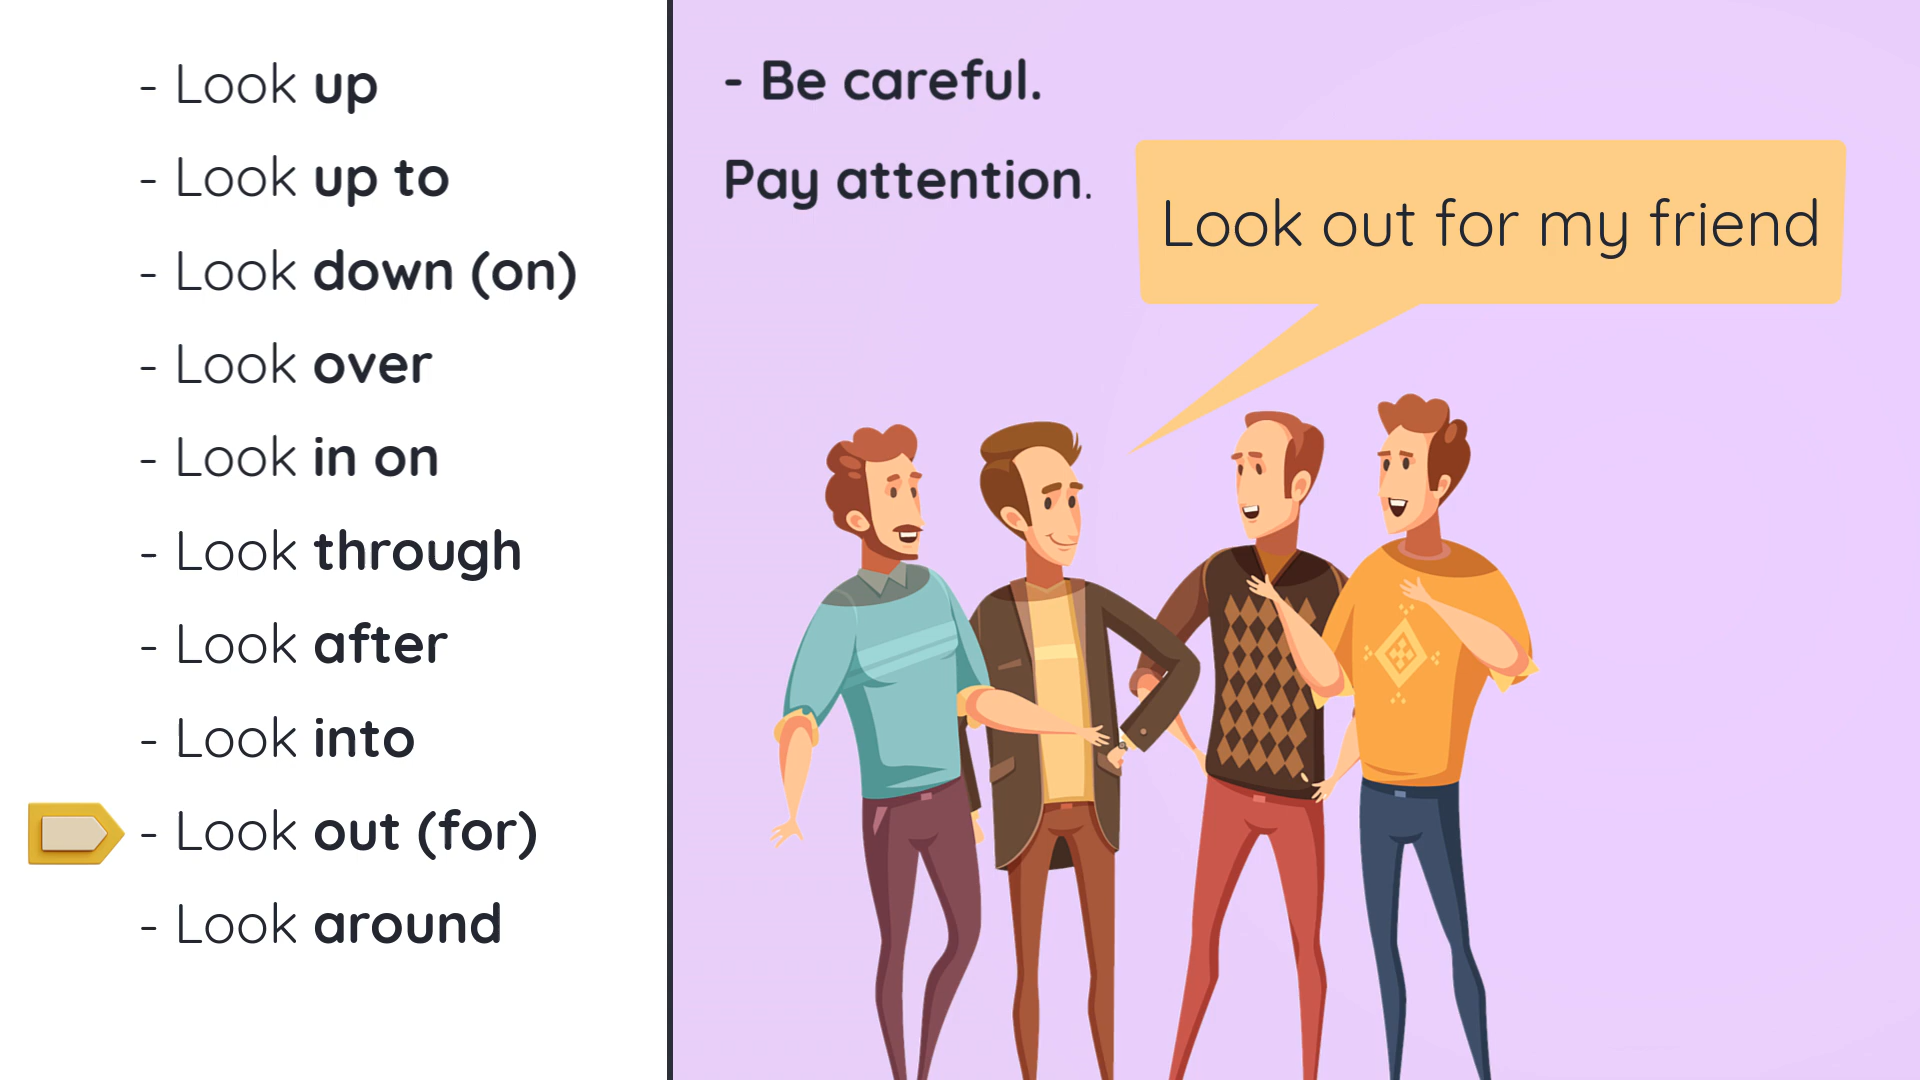 - Look up
- Look up to
- Look down (on)
- Look over
- Look in on
- Look through
- Look after
- Look into
- Look out (for)
- Look around
- Be careful.
Pay attention.
Look out for my friend